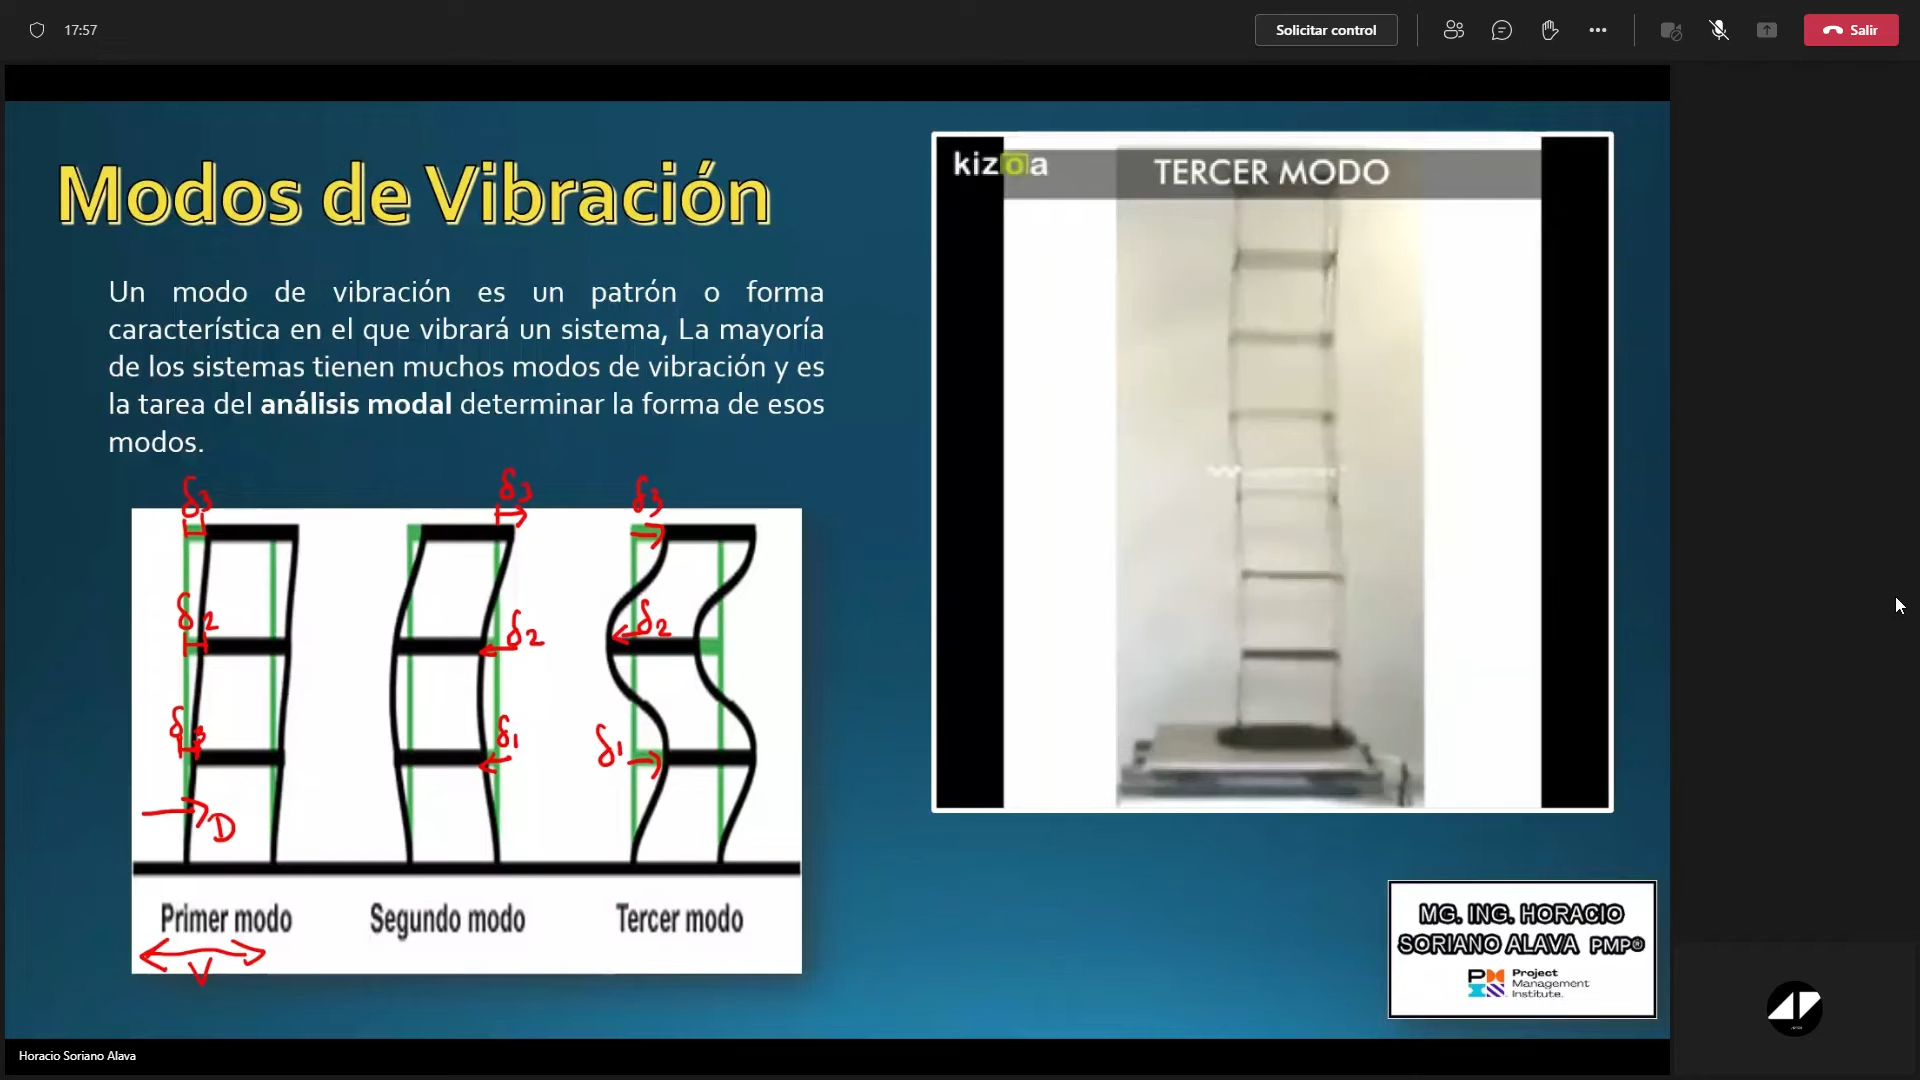 17:57
Solicitar control
Salir
Modos de Vibración
Un modo de vibración es un patrón o forma
característica en el que vibrará un sistema, La mayoría
de los sistemas tienen muchos modos de vibración y es
la tarea del análisis modal determinar la forma de esos
modos.
kizoa
TERCER MODO
δ3
δ3
δ3
δ2
δ2
δ2
δ1
δ1
D
Primer modo
Segundo modo
Tercer modo
V
MG. ING. HORACIO
SORIANO ALAVA PMP®
Project
Management
Institute.
Horacio Soriano Alava